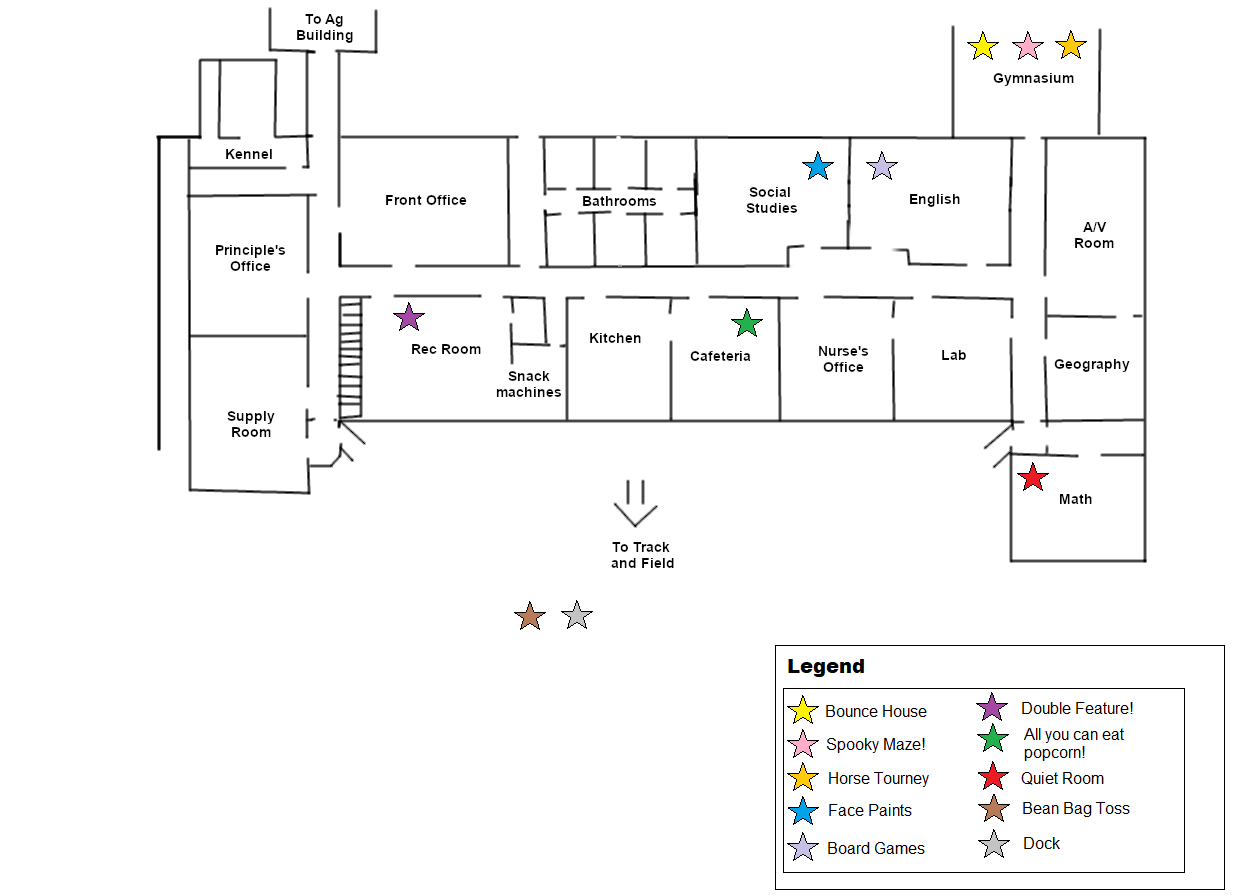 To Ag
Building
Gymnasium
Kennel
Front Office
Bathrooms
Social
Studies
English
A/V
Room
Principle's
Office
Rec Room
Kitchen
Cafeteria
Nurse's
Office
Lab
Geography
Snack
machines
Supply
Room
Math
To Track
and Field
Legend
Bounce House
Spooky Maze!
Horse Tourney
Face Paints
Board Games
Double Feature!
All you can eat
popcorn!
Quiet Room
Bean Bag Toss
Dock